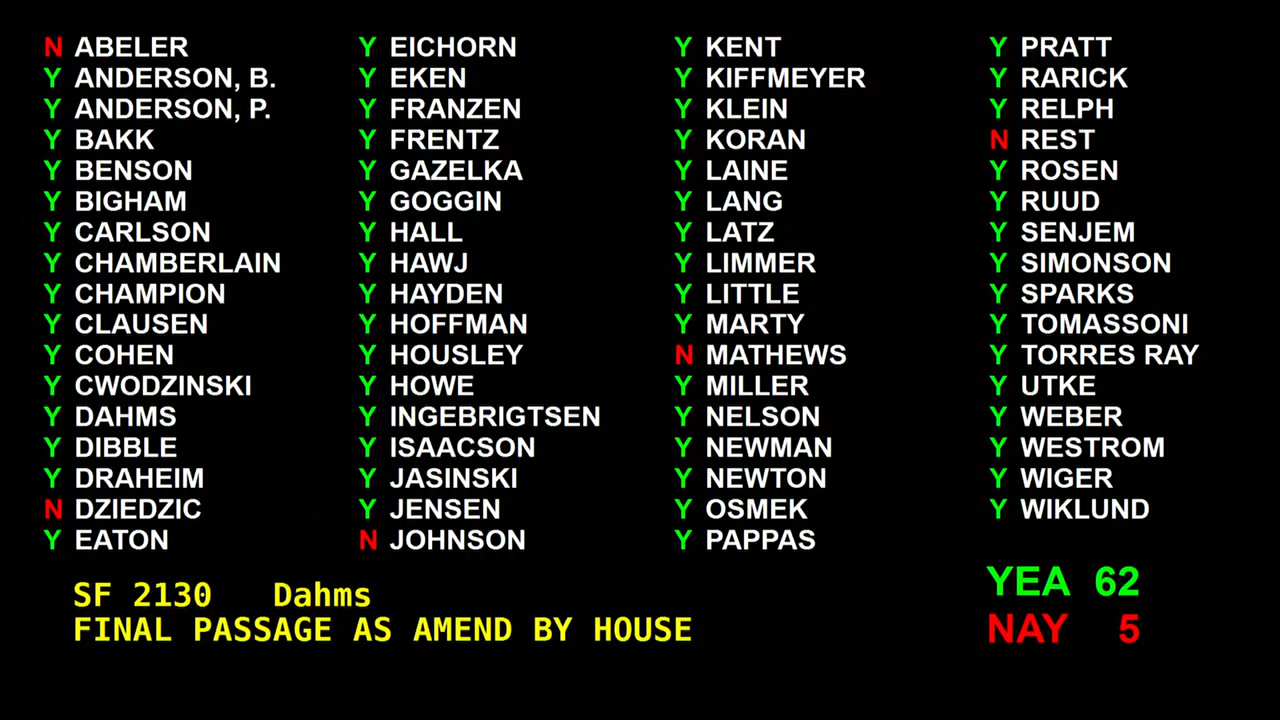 N ABELER
Y ANDERSON, B.
Y ANDERSON, P.
Y BAKK
Y BENSON
Y BIGHAM
Y CARLSON
Y CHAMBERLAIN
Y CHAMPION
Y CLAUSEN
Y COHEN
Y CWODZINSKI
Y DAHMS
Y DIBBLE
Y DRAHEIM
N DZIEDZIC
Y EATON
Y EICHORN
Y EKEN
Y FRANZEN
Y FRENTZ
Y GAZELKA
Y GOGGIN
Y HALL
Y HAWJ
Y HAYDEN
Y HOFFMAN
Y HOUSLEY
Y HOWE
Y INGEBRIGTSEN
Y ISAACSON
Y JASINSKI
Y JENSEN
N JOHNSON
Y KENT
Y KIFFMEYER
Y KLEIN
Y KORAN
Y LAINE
Y LANG
Y LATZ
Y LIMMER
Y LITTLE
Y MARTY
N MATHEWS
Y MILLER
Y NELSON
Y NEWMAN
Y NEWTON
Y OSMEK
Y PAPPAS
Y PRATT
Y RARICK
Y RELPH
N REST
Y ROSEN
Y RUUD
Y SENJEM
Y SIMONSON
Y SPARKS
Y TOMASSONI
Y TORRES RAY
Y UTKE
Y WEBER
Y WESTROM
Y WIGER
Y WIKLUND
SF 2130 Dahms
FINAL PASSAGE AS AMEND BY HOUSE
YEA 62
NAY 5